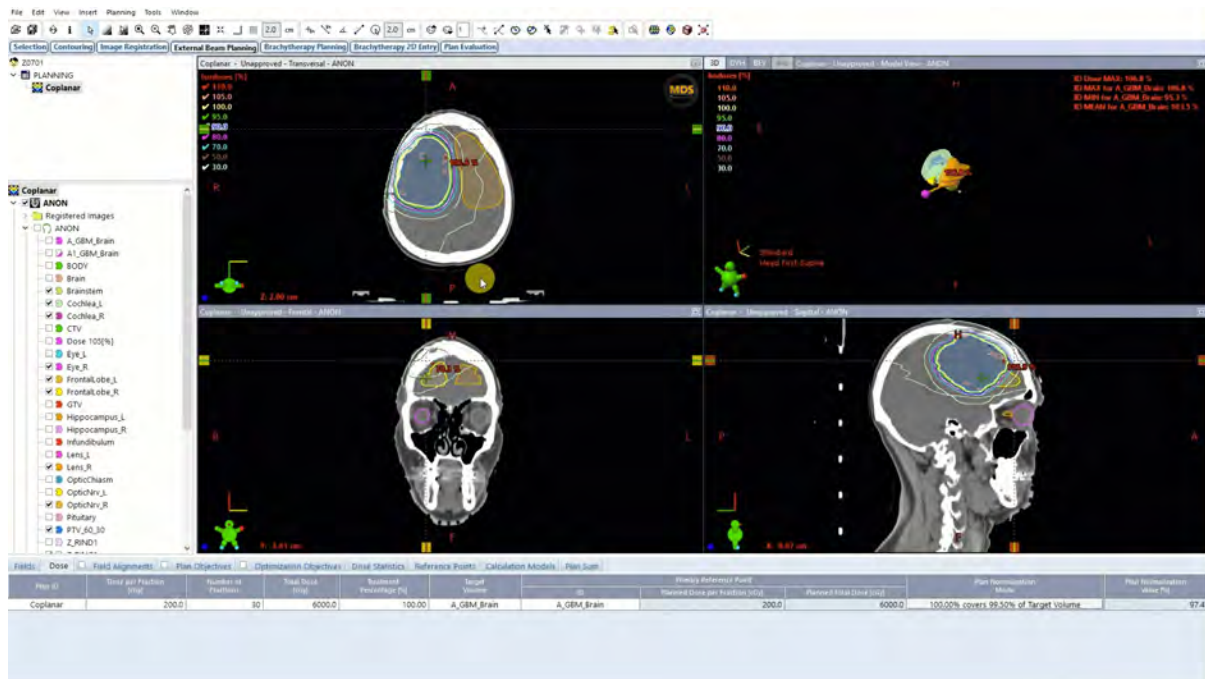 File Edit View Insert Planning Tools Window
2.0 cm 2.0 cm 1
Selection Contouring Image Registration External Beam Planning Brachytherapy Planning Brachytherapy 2D Entry Plan Evaluation
Z0701
PLANNING
Coplanar
Coplanar
ANON
Registered Images
ANON
A_GBM_Brain
A1_GBM_Brain
BODY
Brain
Brainstem
Cochlea_L
Cochlea_R
CTV
Dose 105[%]
Eye_L
Eye_R
FrontalLobe_L
FrontalLobe_R
GTV
Hippocampus_L
Hippocampus_R
Infundibulum
Lens_L
Lens_R
OpticChiasm
OpticNrv_L
OpticNrv_R
Pituitary
PTV_60_30
Z_RIND1
Coplanar - Unapproved - Transversal - ANON
Isodoses [%]
110.0
105.0
100.0
95.0
90.0
80.0
70.0
50.0
30.0
A
MDS
R
L
P
Z: 2.00 cm
3D DVH BEV Coplanar - Unapproved - Model View - ANON
Isodoses [%]
110.0
105.0
100.0
95.0
90.0
80.0
70.0
50.0
30.0
H
3D Dose MAX: 106.8 %
3D MAX for A_GBM_Brain: 106.8 %
3D MIN for A_GBM_Brain: 95.3 %
3D MEAN for A_GBM_Brain: 103.5 %
Standard
Head First-Supine
Coplanar - Unapproved - Frontal - ANON
R
L
F
Coplanar - Unapproved - Sagittal - ANON
H
P
A
F
Fields Dose Field Alignments Plan Objectives Optimization Objectives Dose Statistics Reference Points Calculation Models Plan Sum
Plan ID Dose per Fraction [cGy] Number of Fractions Total Dose [cGy] Treatment Percentage [%] Target Volume Primary Reference Point Plan Normalization Mode Plan Normalization Value [%]
ID Planned Dose per Fraction [cGy] Planned Total Dose [cGy]
Coplanar 200.0 30 6000.0 100.00 A_GBM_Brain A_GBM_Brain 200.0 6000.0 100.00% covers 99.50% of Target Volume 97.4